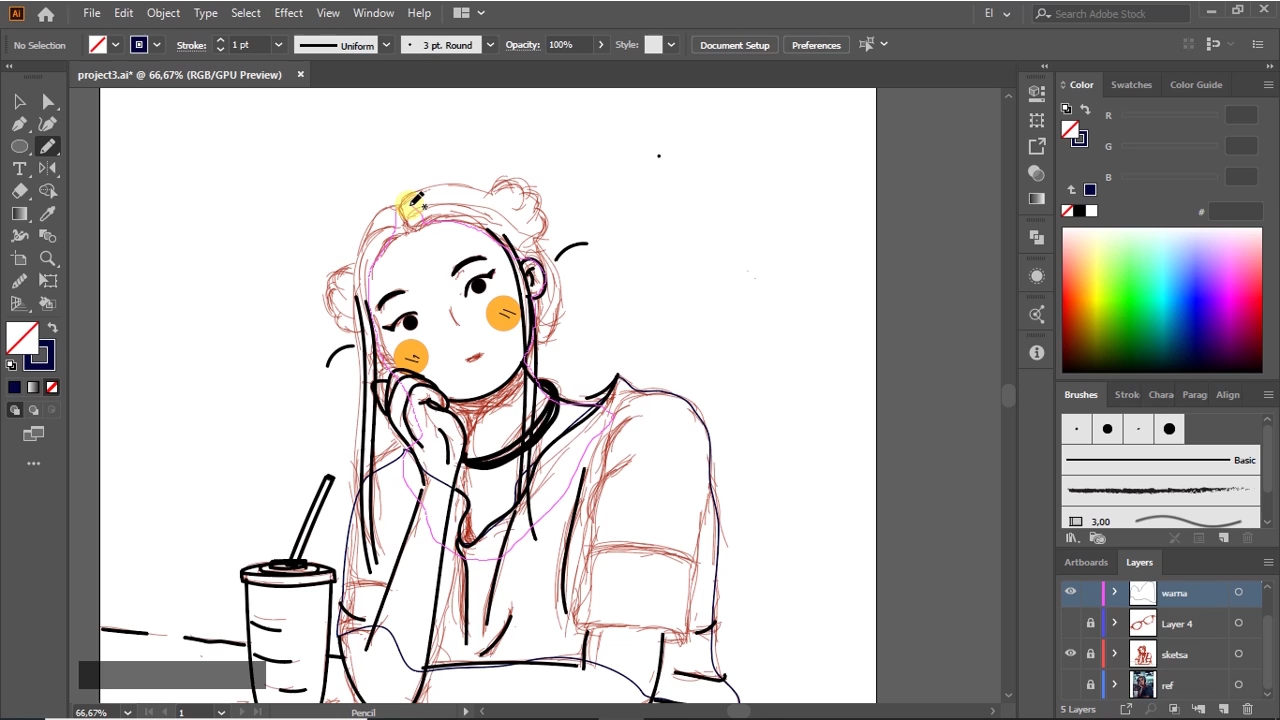 Ai File Edit Object Type Select Effect View Window Help El Search Adobe Stock
No Selection Stroke: 1 pt Uniform 3 pt. Round Opacity: 100% Style: Document Setup Preferences
project3.ai* @ 66,67% (RGB/GPU Preview) ×
Color Swatches Color Guide
R
G
B
#
Brushes Strok Chara Parag Align
Basic
3,00
Artboards Layers
warna
Layer 4
sketsa
ref
5 Layers
66,67% 1 Pencil